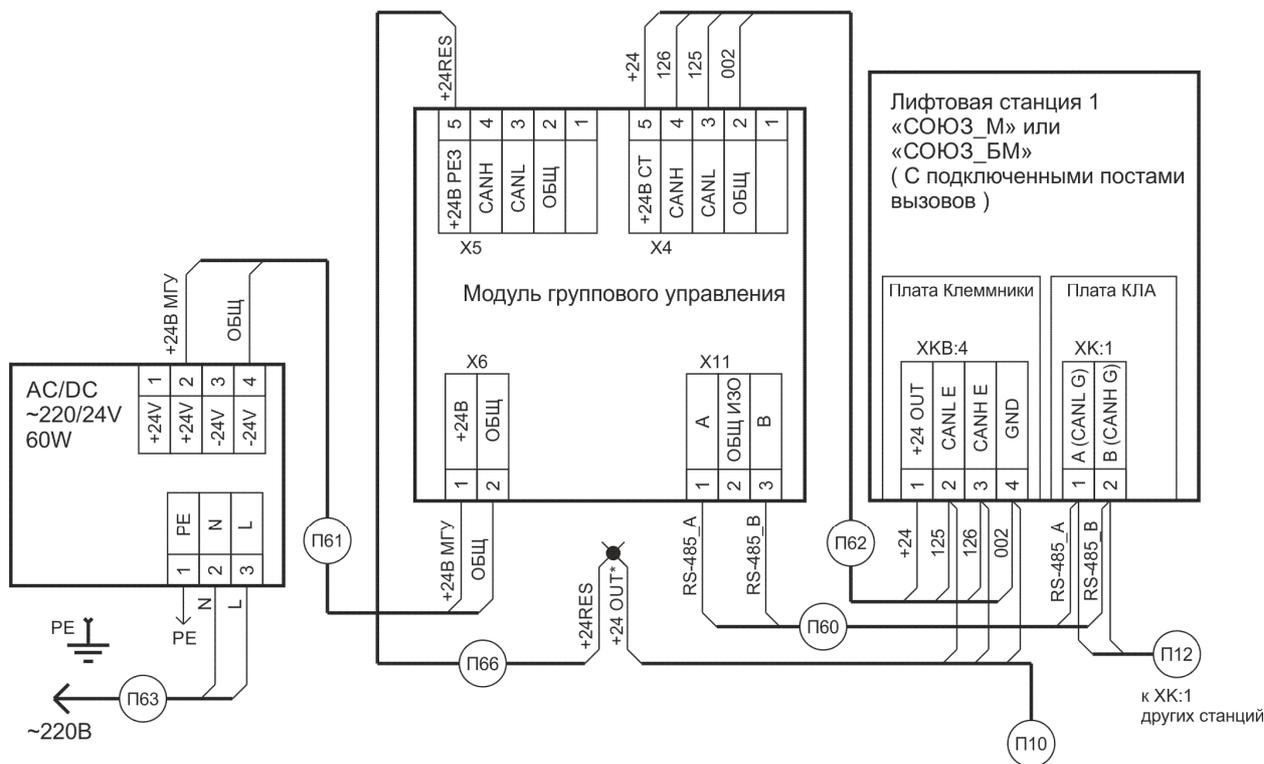 +24RES
+24
126
125
002
5
4
3
2
1
+24В РЕЗ
CANH
CANL
ОБЩ
X5
5
4
3
2
1
+24В СТ
CANH
CANL
ОБЩ
X4
Модуль группового управления
X6
+24В
ОБЩ
1
2
X11
A
ОБЩ ИЗО
B
1
2
3
Лифтовая станция 1
«СОЮЗ_М» или
«СОЮЗ_БМ»
( С подключенными постами
вызовов )
Плата Клеммники
XKB:4
+24 OUT
CANL E
CANH E
GND
1
2
3
4
Плата КЛА
XK:1
A (CANL G)
B (CANH G)
1
2
+24В МГУ
ОБЩ
AC/DC
~220/24V
60W
1
2
3
4
+24V
+24V
-24V
-24V
PE
N
L
1
2
3
PE
N
L
PE
~220В
П63
П61
+24В МГУ
ОБЩ
П66
+24RES
+24 OUT*
RS-485_A
RS-485_B
П60
П62
+24
125
126
002
RS-485_A
RS-485_B
П12
к XK:1
других станций
П10